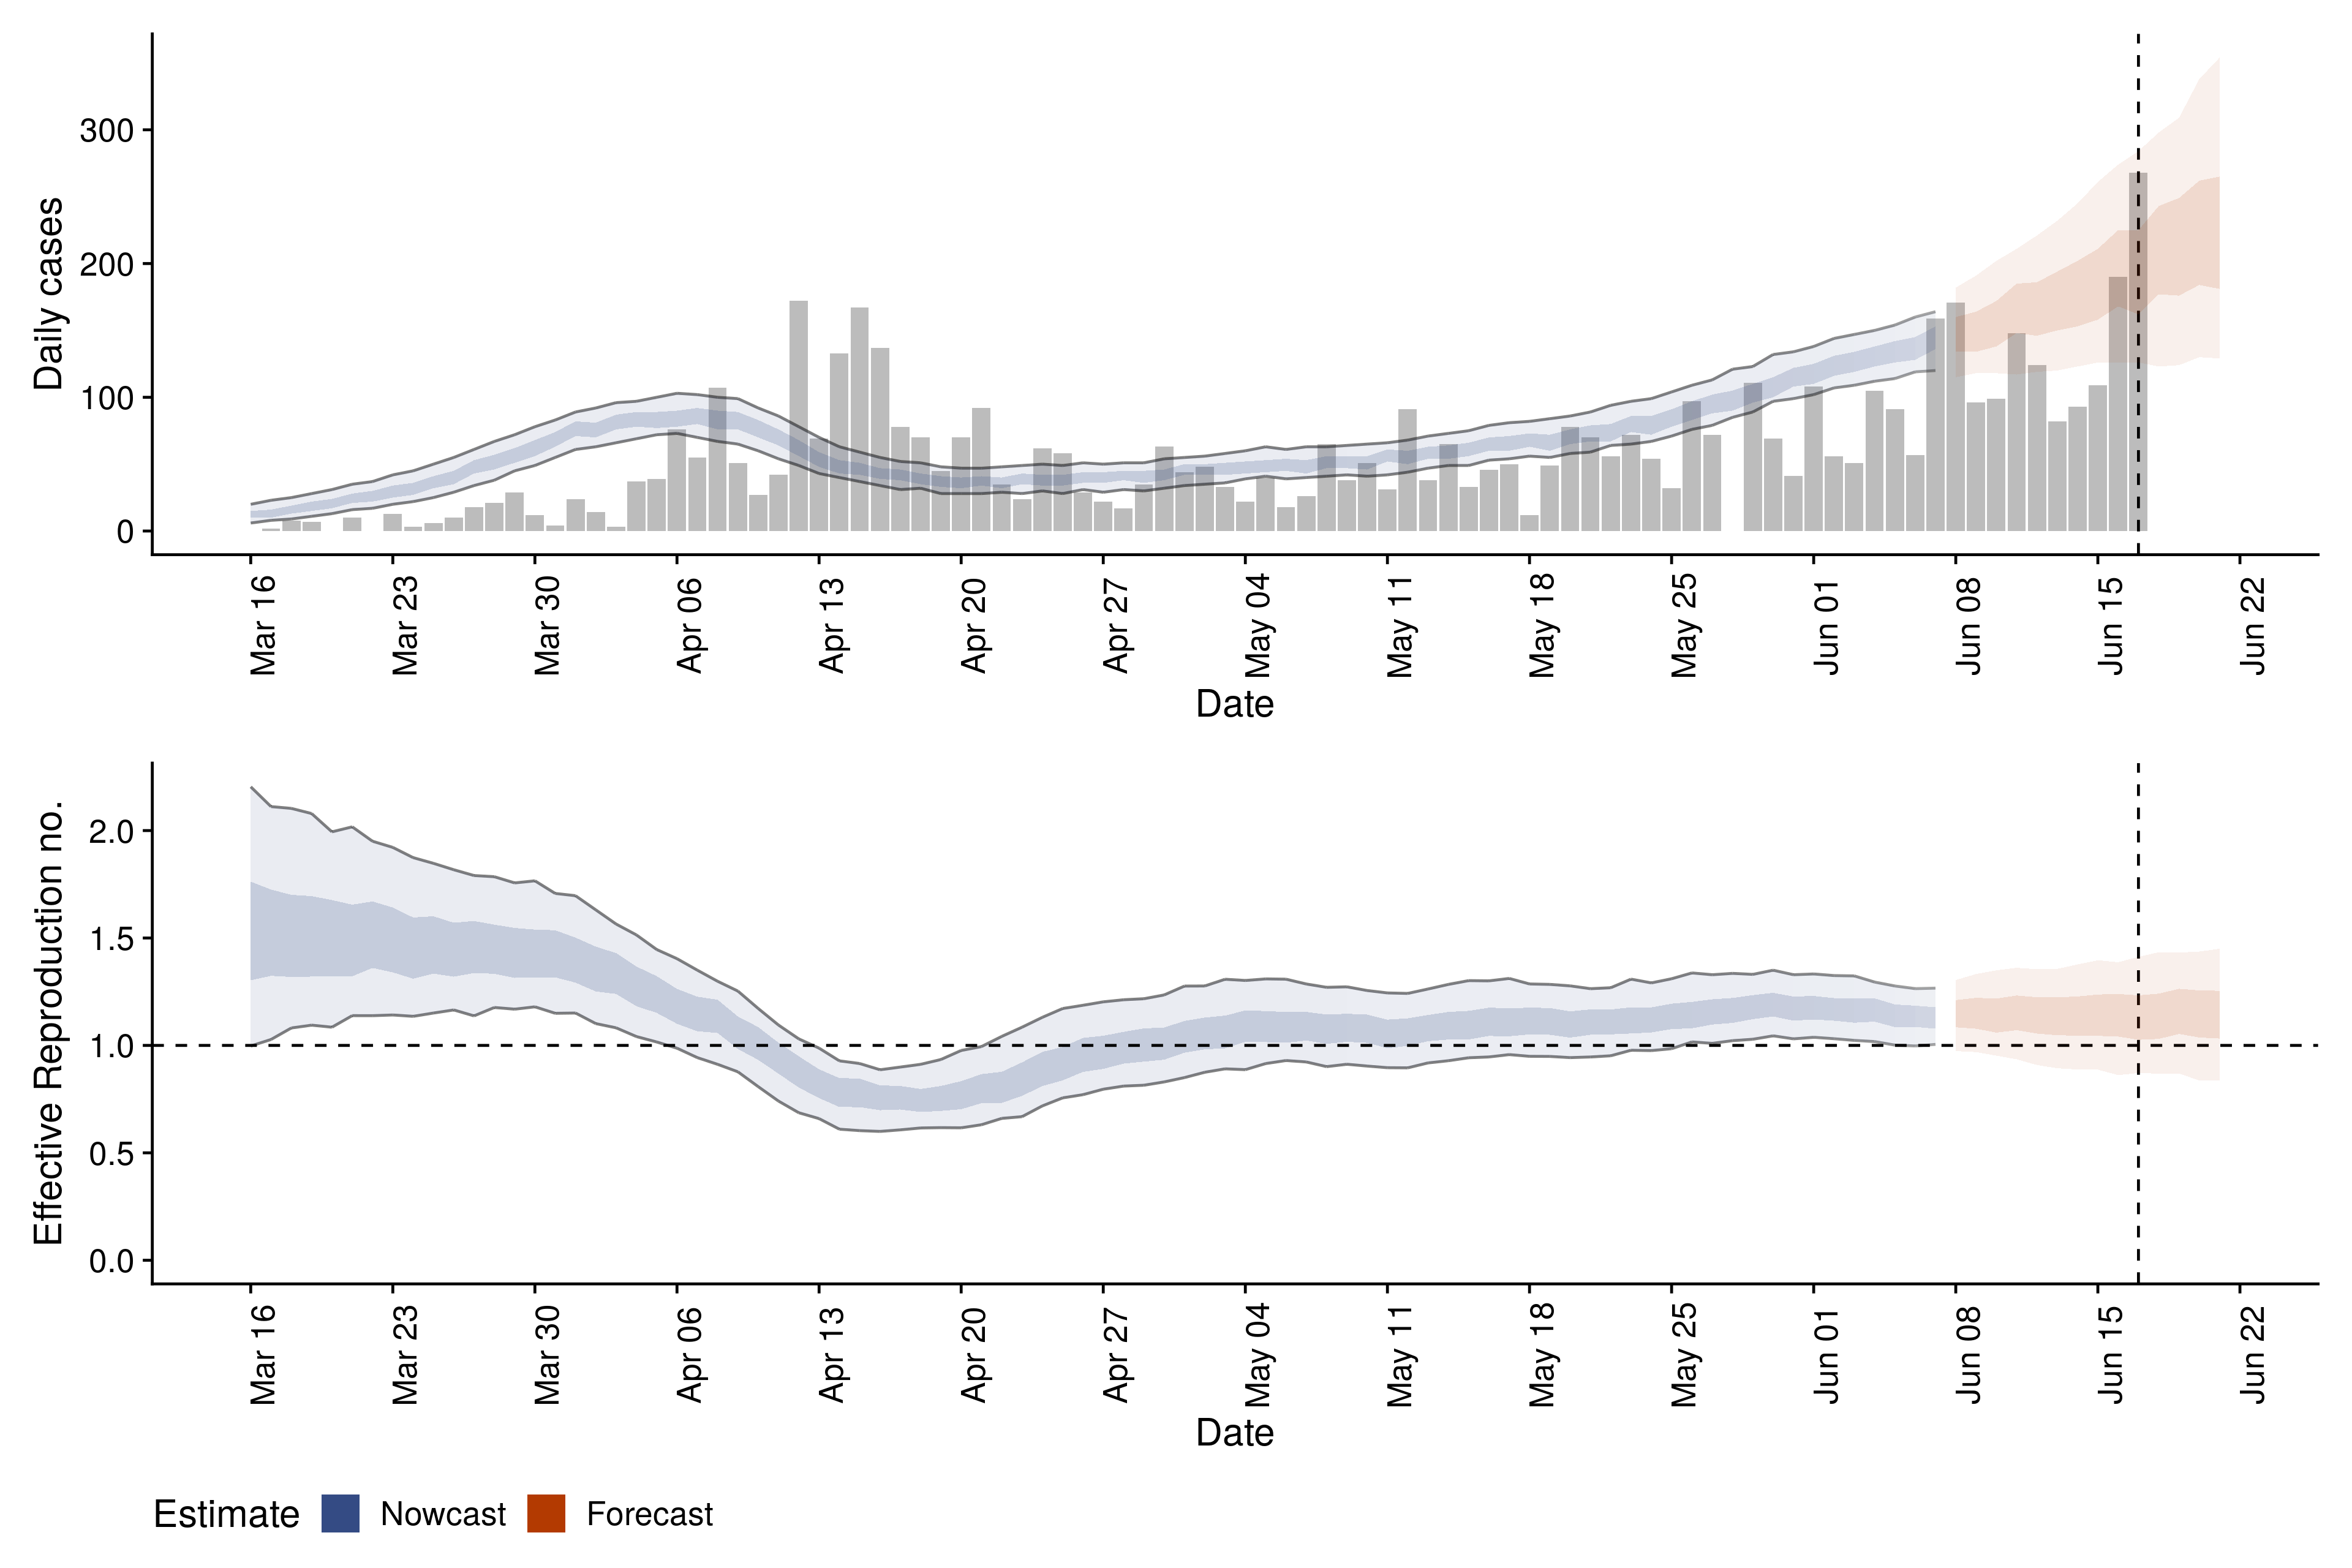 Daily cases
300
200
100
0
Mar 16 Mar 23 Mar 30 Apr 06 Apr 13 Apr 20 Apr 27 May 04 May 11 May 18 May 25 Jun 01 Jun 08 Jun 15 Jun 22
Date
Effective Reproduction no.
2.0
1.5
1.0
0.5
0.0
Mar 16 Mar 23 Mar 30 Apr 06 Apr 13 Apr 20 Apr 27 May 04 May 11 May 18 May 25 Jun 01 Jun 08 Jun 15 Jun 22
Date
Estimate Nowcast Forecast